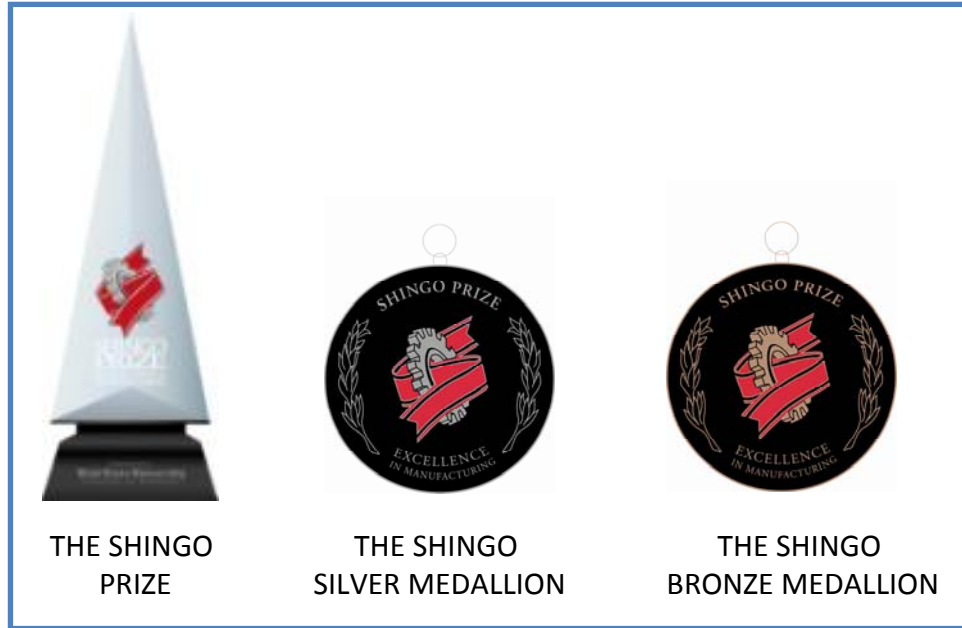 SHINGO
SHINGO PRIZE
EXCELLENCE
IN MANUFACTURING
SHINGO PRIZE
EXCELLENCE
IN MANUFACTURING
THE SHINGO
PRIZE
THE SHINGO
SILVER MEDALLION
THE SHINGO
BRONZE MEDALLION